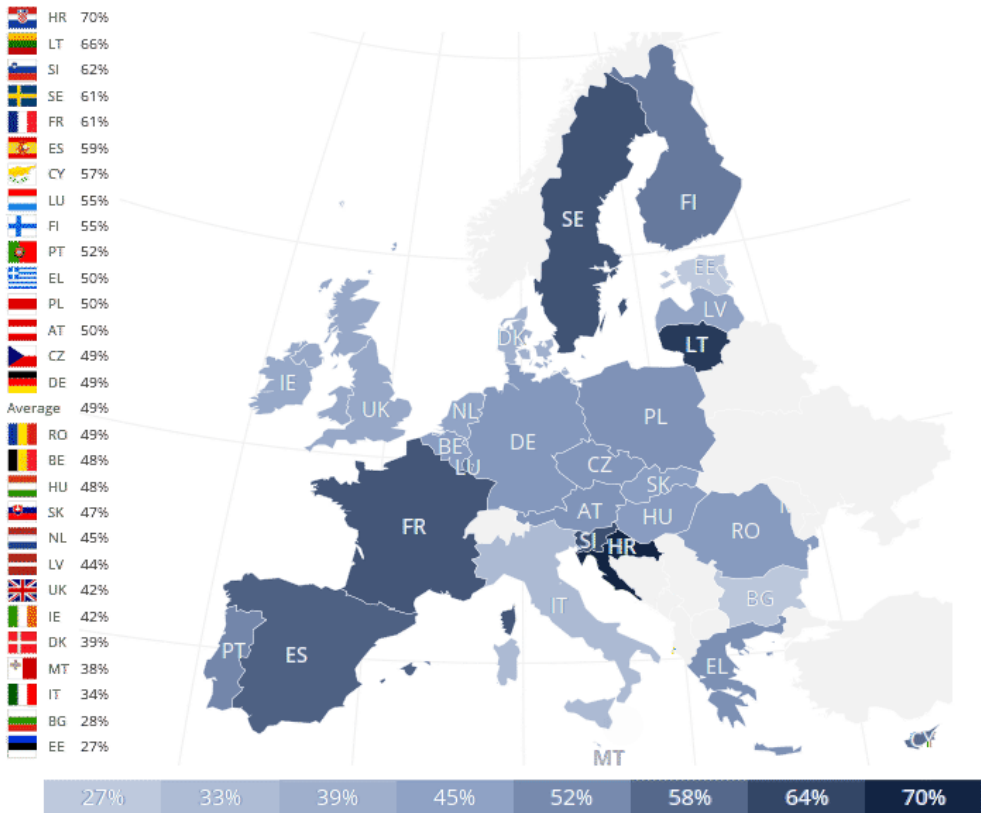 HR 70%
LT 66%
SI 62%
SE 61%
FR 61%
ES 59%
CY 57%
LU 55%
FI 55%
PT 52%
EL 50%
PL 50%
AT 50%
CZ 49%
DE 49%
Average 49%
RO 49%
BE 48%
HU 48%
SK 47%
NL 45%
LV 44%
UK 42%
IE 42%
DK 39%
MT 38%
IT 34%
BG 28%
EE 27%
FI
SE
EE
LV
DK
LT
IE
UK
NL
PL
BE
DE
LU
CZ
SK
AT
HU
FR
RO
SI
HR
BG
IT
PT
ES
EL
CY
MT
27% 33% 39% 45% 52% 58% 64% 70%